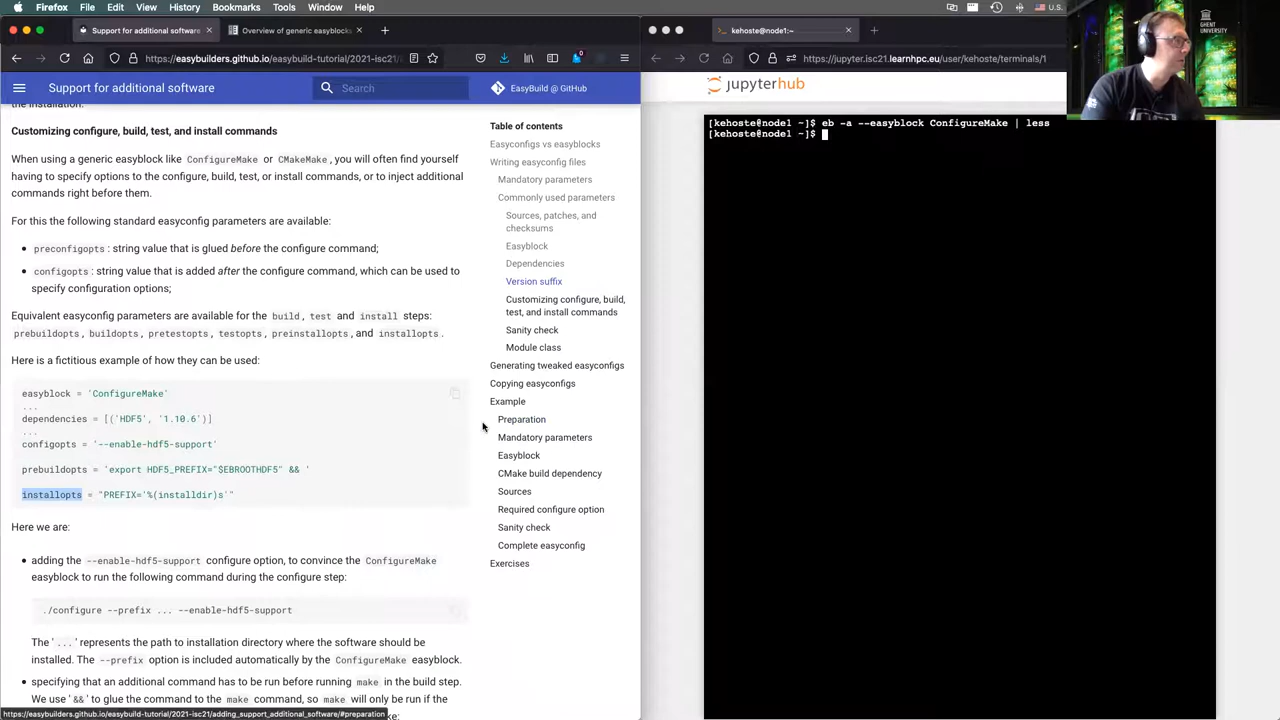 Firefox File Edit View History Bookmarks Tools Window Help
U.S.
Support for additional software
Overview of generic easyblocks
https://easybuilders.github.io/easybuild-tutorial/2021-isc21/
kehoste@node1:~
https://jupyter.isc21.learnhpc.eu/user/kehoste/terminals/1
GHENT
UNIVERSITY
Support for additional software
Search
EasyBuild @ GitHub
jupyterhub
the installation.
Customizing configure, build, test, and install commands
When using a generic easyblock like ConfigureMake or CMakeMake, you will often find yourself
having to specify options to the configure, build, test, or install commands, or to inject additional
commands right before them.
For this the following standard easyconfig parameters are available:
preconfigopts : string value that is glued before the configure command;
configopts : string value that is added after the configure command, which can be used to
specify configuration options;
Equivalent easyconfig parameters are available for the build, test and install steps:
prebuildopts, buildopts, pretestopts, testopts, preinstallopts, and installopts.
Here is a fictitious example of how they can be used:
easyblock = 'ConfigureMake'
...
dependencies = [('HDF5', '1.10.6')]
...
configopts = '--enable-hdf5-support'
prebuildopts = 'export HDF5_PREFIX="$EBROOTHDF5" && '
installopts = "PREFIX='%(installdir)s'"
Here we are:
adding the --enable-hdf5-support configure option, to convince the ConfigureMake
easyblock to run the following command during the configure step:
./configure --prefix ... --enable-hdf5-support
The '...' represents the path to installation directory where the software should be
installed. The --prefix option is included automatically by the ConfigureMake easyblock.
specifying that an additional command has to be run before running make in the build step.
We use '&&' to glue the command to the make command, so make will only be run if the
https://easybuilders.github.io/easybuild-tutorial/2021-isc21/adding_support_additional_software/#preparation
Table of contents
Easyconfigs vs easyblocks
Writing easyconfig files
Mandatory parameters
Commonly used parameters
Sources, patches, and
checksums
Easyblock
Dependencies
Version suffix
Customizing configure, build,
test, and install commands
Sanity check
Module class
Generating tweaked easyconfigs
Copying easyconfigs
Example
Preparation
Mandatory parameters
Easyblock
CMake build dependency
Sources
Required configure option
Sanity check
Complete easyconfig
Exercises
[kehoste@node1 ~]$ eb -a --easyblock ConfigureMake | less
[kehoste@node1 ~]$